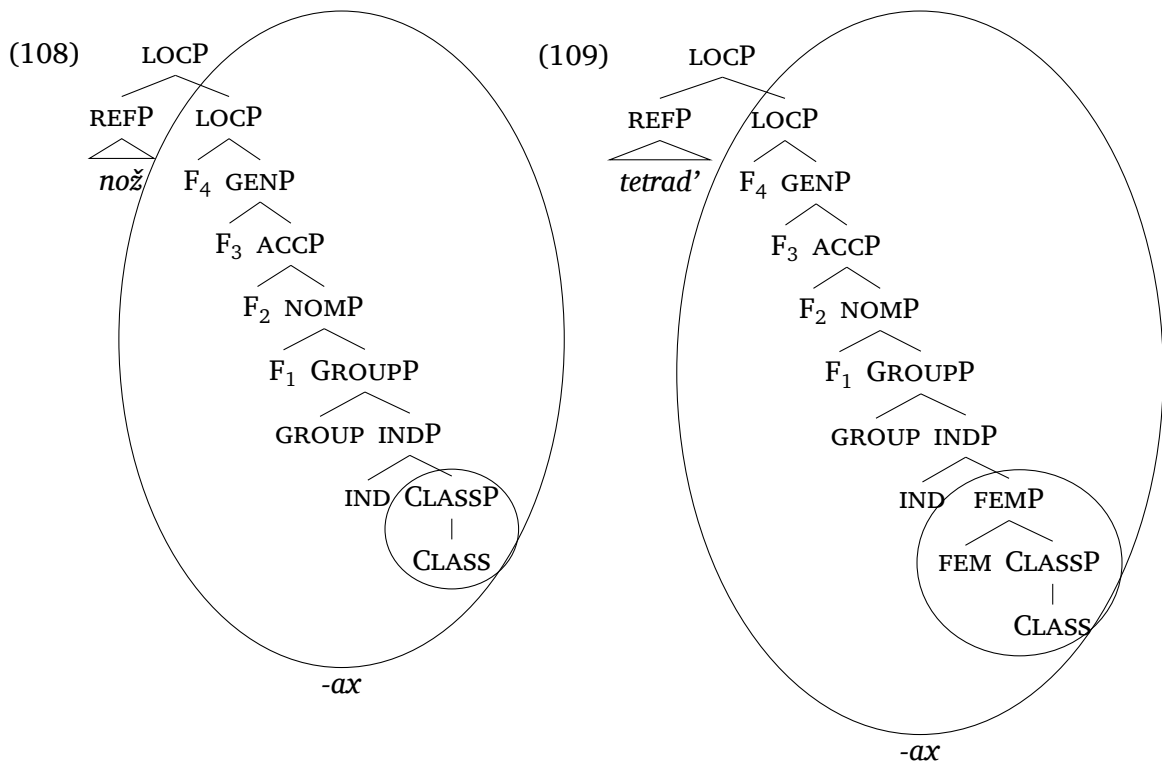 (108) LOCP (109) LOCP
REFP LOCP REFP LOCP
nož F₄ GENP tetrad’ F₄ GENP
F₃ ACCP F₃ ACCP
F₂ NOMP F₂ NOMP
F₁ GROUPP F₁ GROUPP
GROUP INDP GROUP INDP
IND CLASSP IND FEMP
CLASS FEM CLASSP
CLASS
-ax
-ax